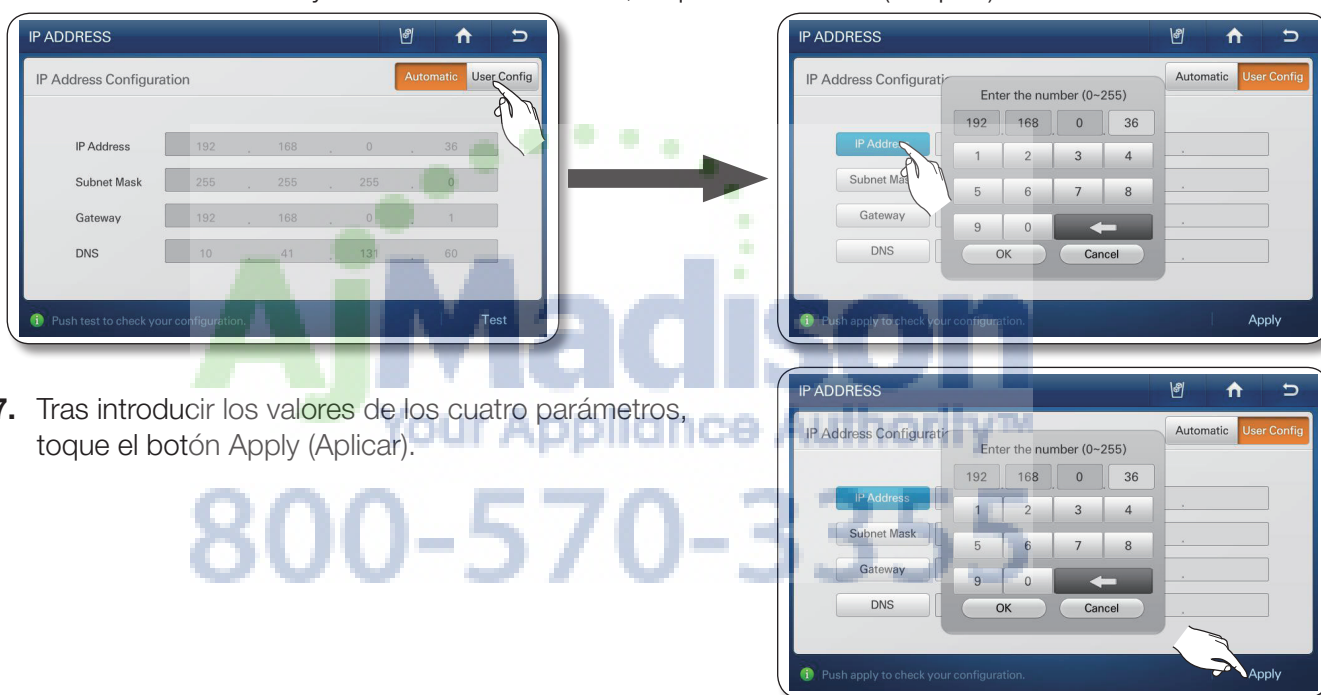 IP ADDRESS
IP Address Configuration Automatic User Config
IP Address 192 . 168 . 0 . 36
Subnet Mask 255 . 255 . 255 . 0
Gateway 192 . 168 . 0 . 1
DNS 10 . 41 . 131 . 60
Push test to check your configuration. Test
IP ADDRESS
IP Address Configurati Automatic User Config
Enter the number (0~255)
192 . 168 . 0 . 36
IP Addre
1 2 3 4
Subnet Mas
5 6 7 8
Gateway
9 0
DNS
OK Cancel
Push apply to check your configuration. Apply
7. Tras introducir los valores de los cuatro parámetros,
toque el botón Apply (Aplicar).
IP ADDRESS
IP Address Configurati Automatic User Config
Enter the number (0~255)
192 . 168 . 0 . 36
IP Address
1 2 3 4
Subnet Mask
5 6 7 8
Gateway
9 0
DNS
OK Cancel
Push apply to check your configuration. Apply
AjMadison
Your Appliance Authority™
800-570-3355